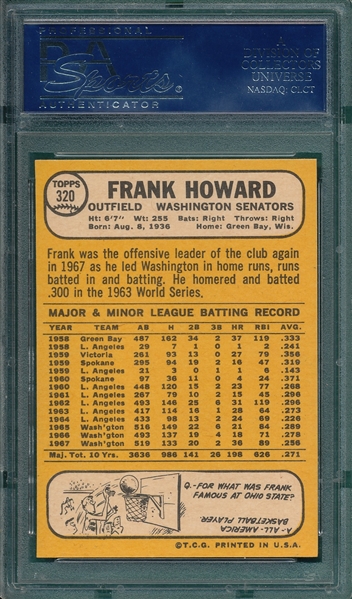 PROFESSIONAL
PSA
Sports
AUTHENTICATOR
A
DIVISION OF
COLLECTORS
UNIVERSE
NASDAQ: CLCT
TOPPS
320
FRANK HOWARD
OUTFIELD WASHINGTON SENATORS
Ht: 6'7" Wt: 255 Bats: Right Throws: Right
Born: Aug. 8, 1936 Home: Green Bay, Wis.
Frank was the offensive leader of the club again
in 1967 as he led Washington in home runs, runs
batted in and batting. He homered and batted
.300 in the 1963 World Series.
MAJOR & MINOR LEAGUE BATTING RECORD
YEAR TEAM AB H 2B 3B HR RBI AVG.
1958 Green Bay 487 162 34 2 37 119 .333
1958 L. Angeles 29 7 1 0 1 2 .241
1959 Victoria 261 93 13 0 27 79 .356
1959 Spokane 295 94 19 2 16 47 .319
1959 L. Angeles 21 3 0 1 1 6 .143
1960 Spokane 97 36 11 0 4 24 .371
1960 L. Angeles 448 120 15 2 23 77 .268
1961 L. Angeles 267 79 10 2 15 45 .296
1962 L. Angeles 493 146 25 6 31 119 .296
1963 L. Angeles 417 114 16 1 28 64 .273
1964 L. Angeles 433 98 13 2 24 69 .226
1965 Wash'gton 516 149 22 6 21 84 .289
1966 Wash'gton 493 137 19 4 18 71 .278
1967 Wash'gton 519 133 20 2 36 89 .256
Maj. Tot. 10 Yrs. 3636 986 141 26 198 626 .271
Q-FOR WHAT WAS FRANK
FAMOUS AT OHIO STATE?
A-ALL-AMERICA
BASKETBALL PLAYER.
©T.C.G. PRINTED IN U.S.A.